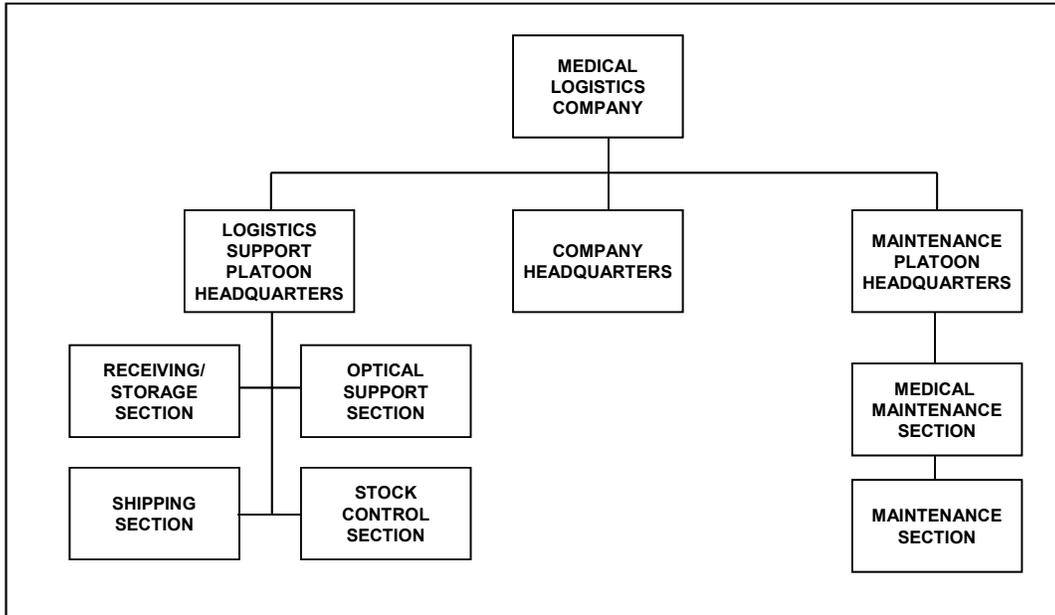 MEDICAL
LOGISTICS
COMPANY
LOGISTICS
SUPPORT
PLATOON
HEADQUARTERS
COMPANY
HEADQUARTERS
MAINTENANCE
PLATOON
HEADQUARTERS
RECEIVING/
STORAGE
SECTION
OPTICAL
SUPPORT
SECTION
MEDICAL
MAINTENANCE
SECTION
SHIPPING
SECTION
STOCK
CONTROL
SECTION
MAINTENANCE
SECTION